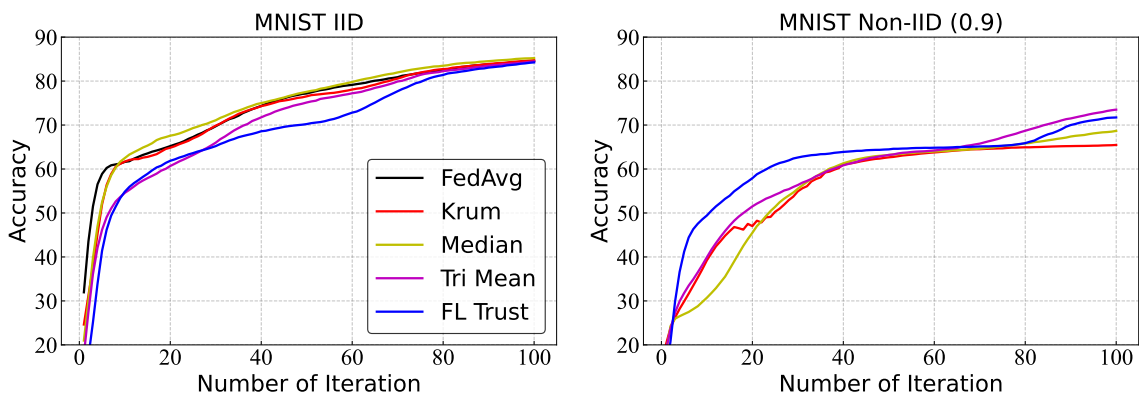 MNIST IID
90
80
70
60
50
40
30
20
Accuracy
0
20
40
60
80
100
Number of Iteration
FedAvg
Krum
Median
Tri Mean
FL Trust
MNIST Non-IID (0.9)
90
80
70
60
50
40
30
20
Accuracy
0
20
40
60
80
100
Number of Iteration